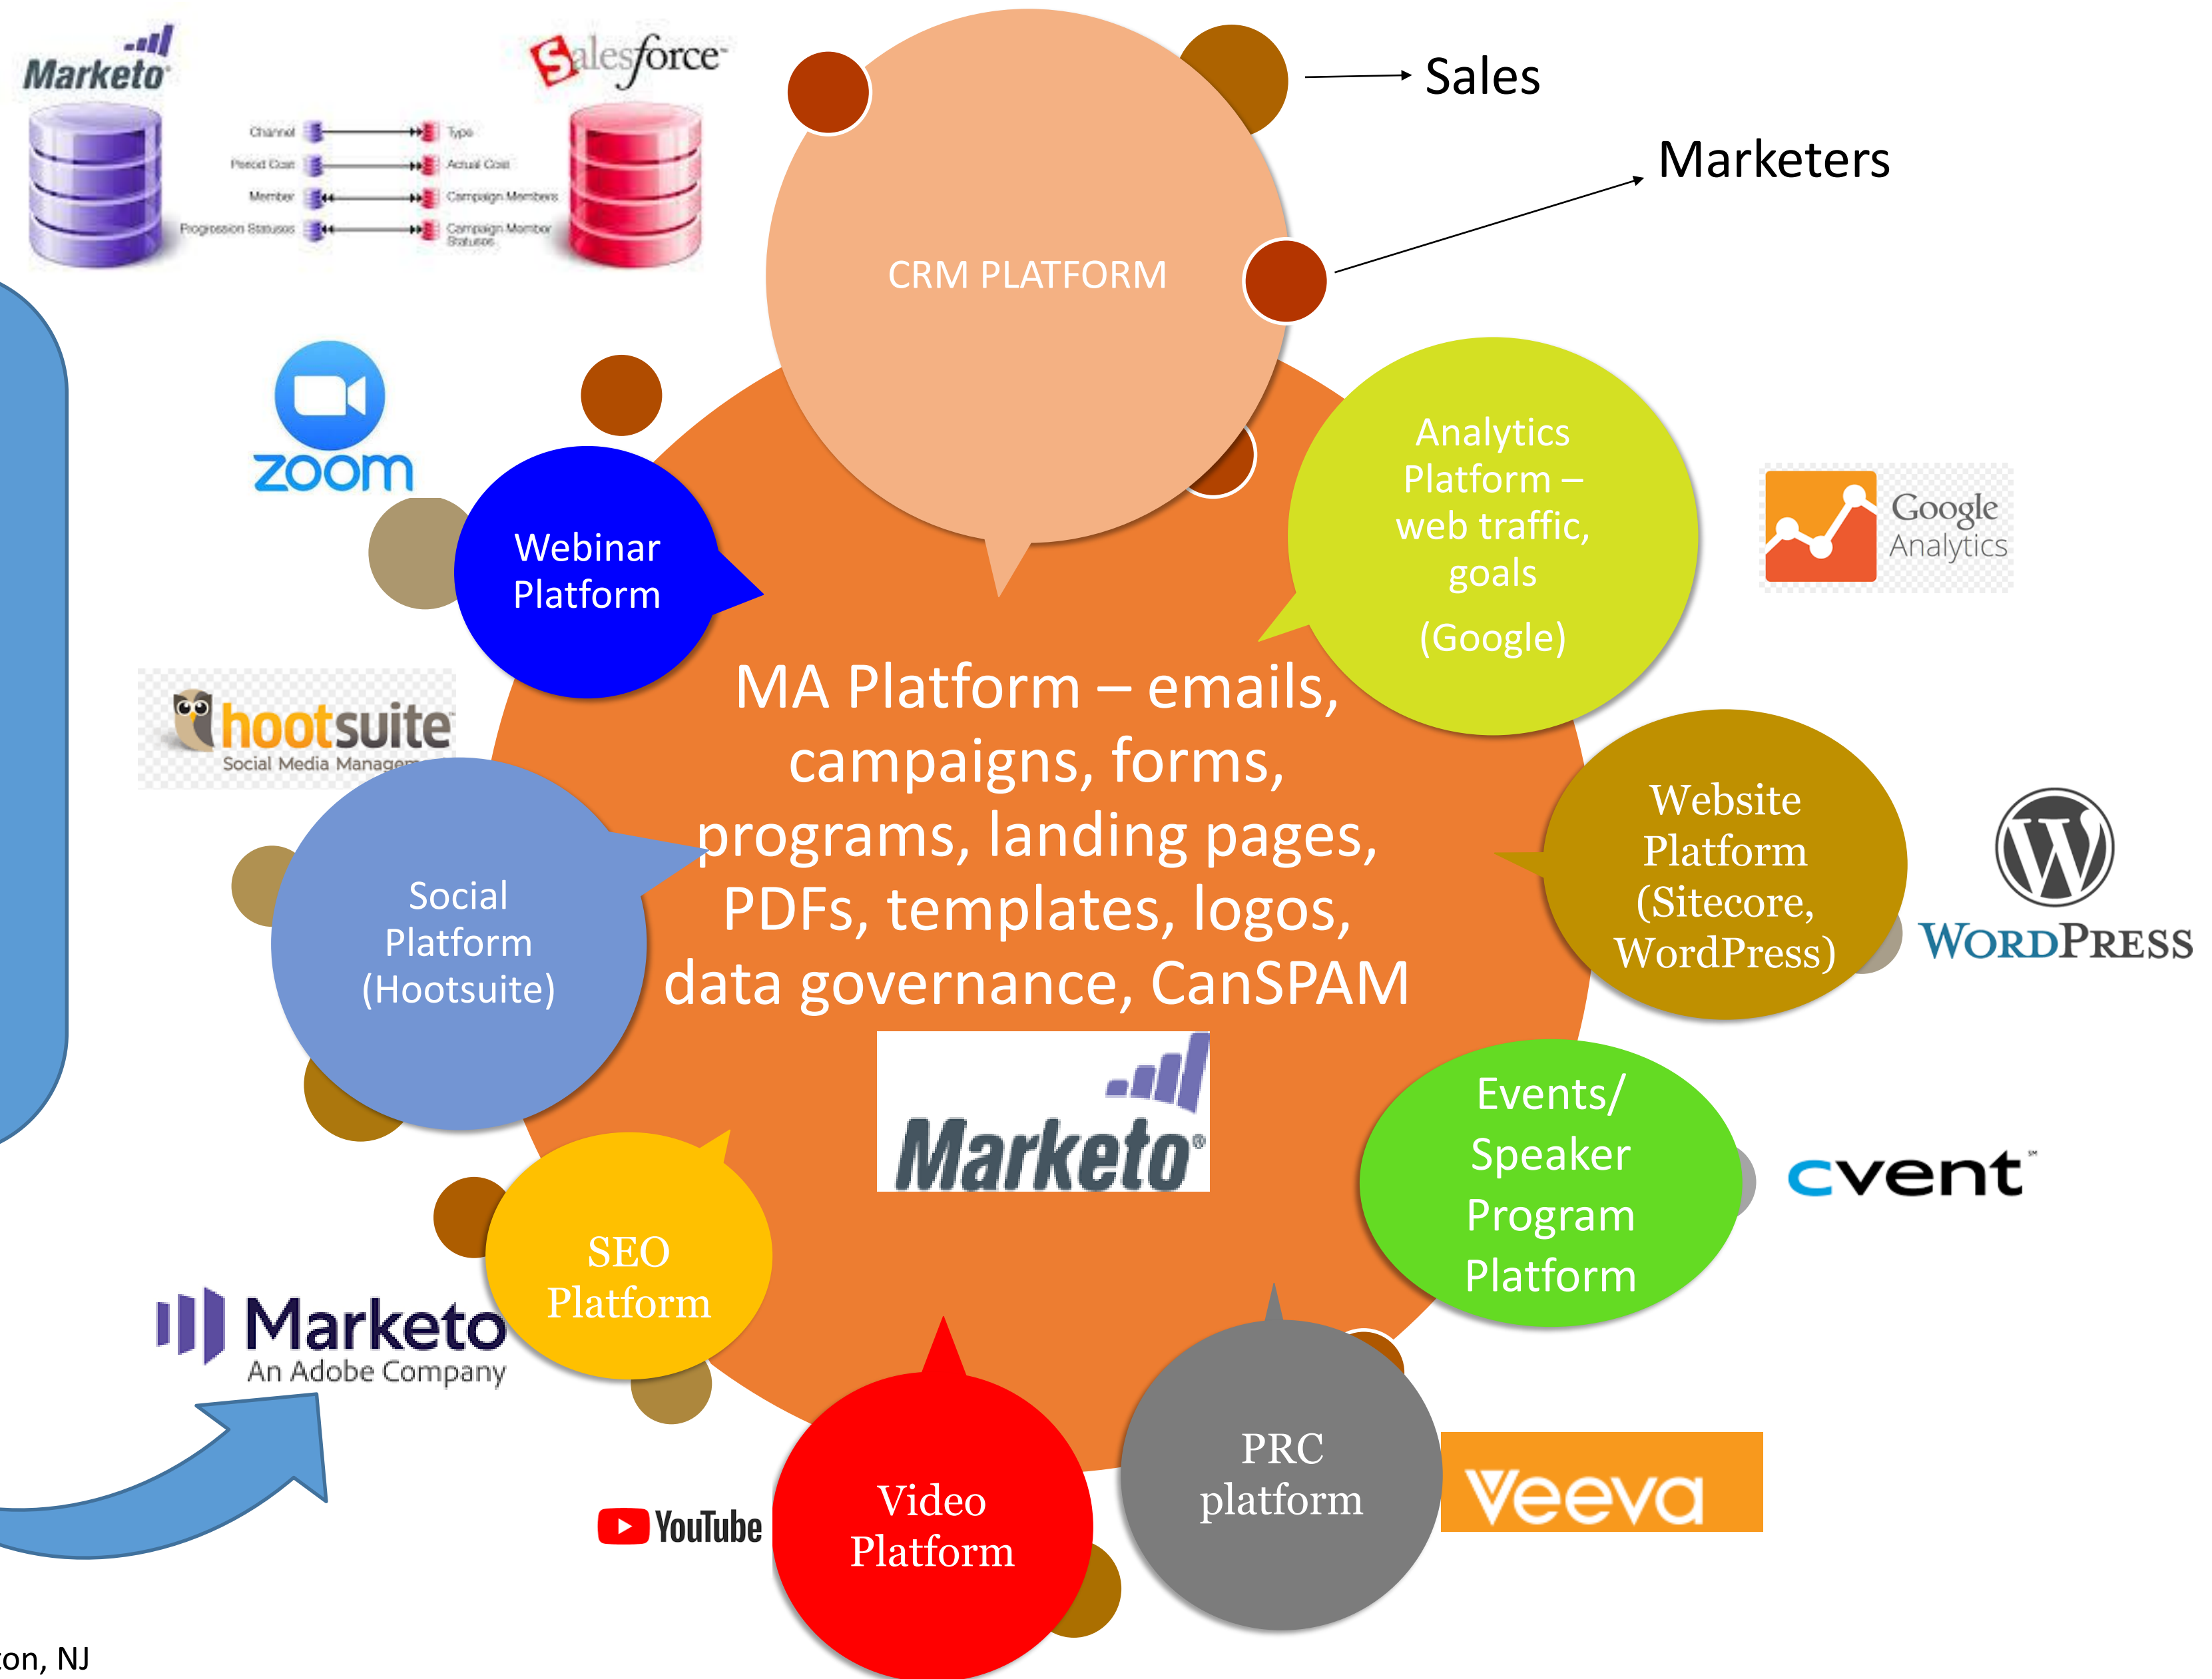 Marketo
Salesforce
Channel
Type
Period Cost
Actual Cost
Member
Campaign Members
Progression Statuses
Campaign Member
Statuses
Sales
Marketers
CRM PLATFORM
zoom
Webinar
Platform
Analytics
Platform –
web traffic,
goals
(Google)
Google
Analytics
hootsuite
Social Media Managem
Social
Platform
(Hootsuite)
MA Platform – emails,
campaigns, forms,
programs, landing pages,
PDFs, templates, logos,
data governance, CanSPAM
Marketo®
Website
Platform
(Sitecore,
WordPress)
WORDPRESS
Events/
Speaker
Program
Platform
cvent℠
SEO
Platform
Marketo
An Adobe Company
YouTube
Video
Platform
PRC
platform
Veeva
ton, NJ